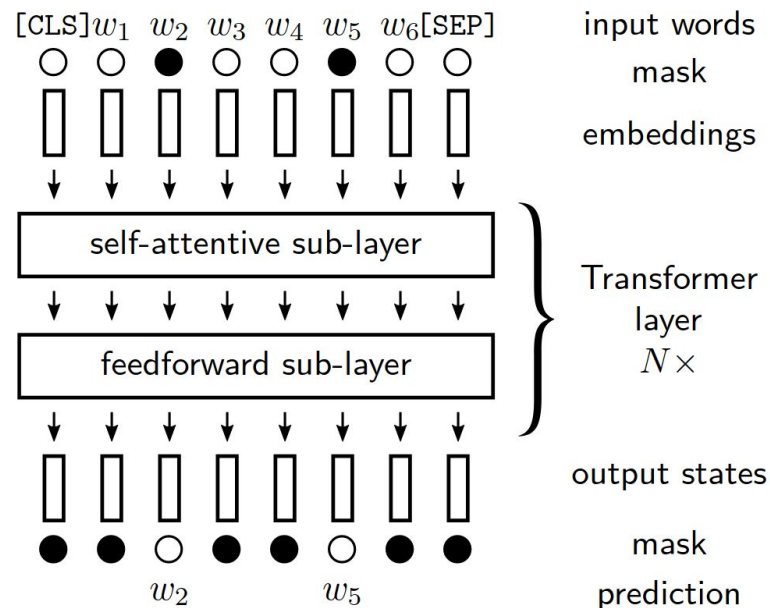 [CLS] w1 w2 w3 w4 w5 w6 [SEP] input words
mask
embeddings
self-attentive sub-layer
feedforward sub-layer
Transformer
layer
N×
output states
mask
w2 w5 prediction